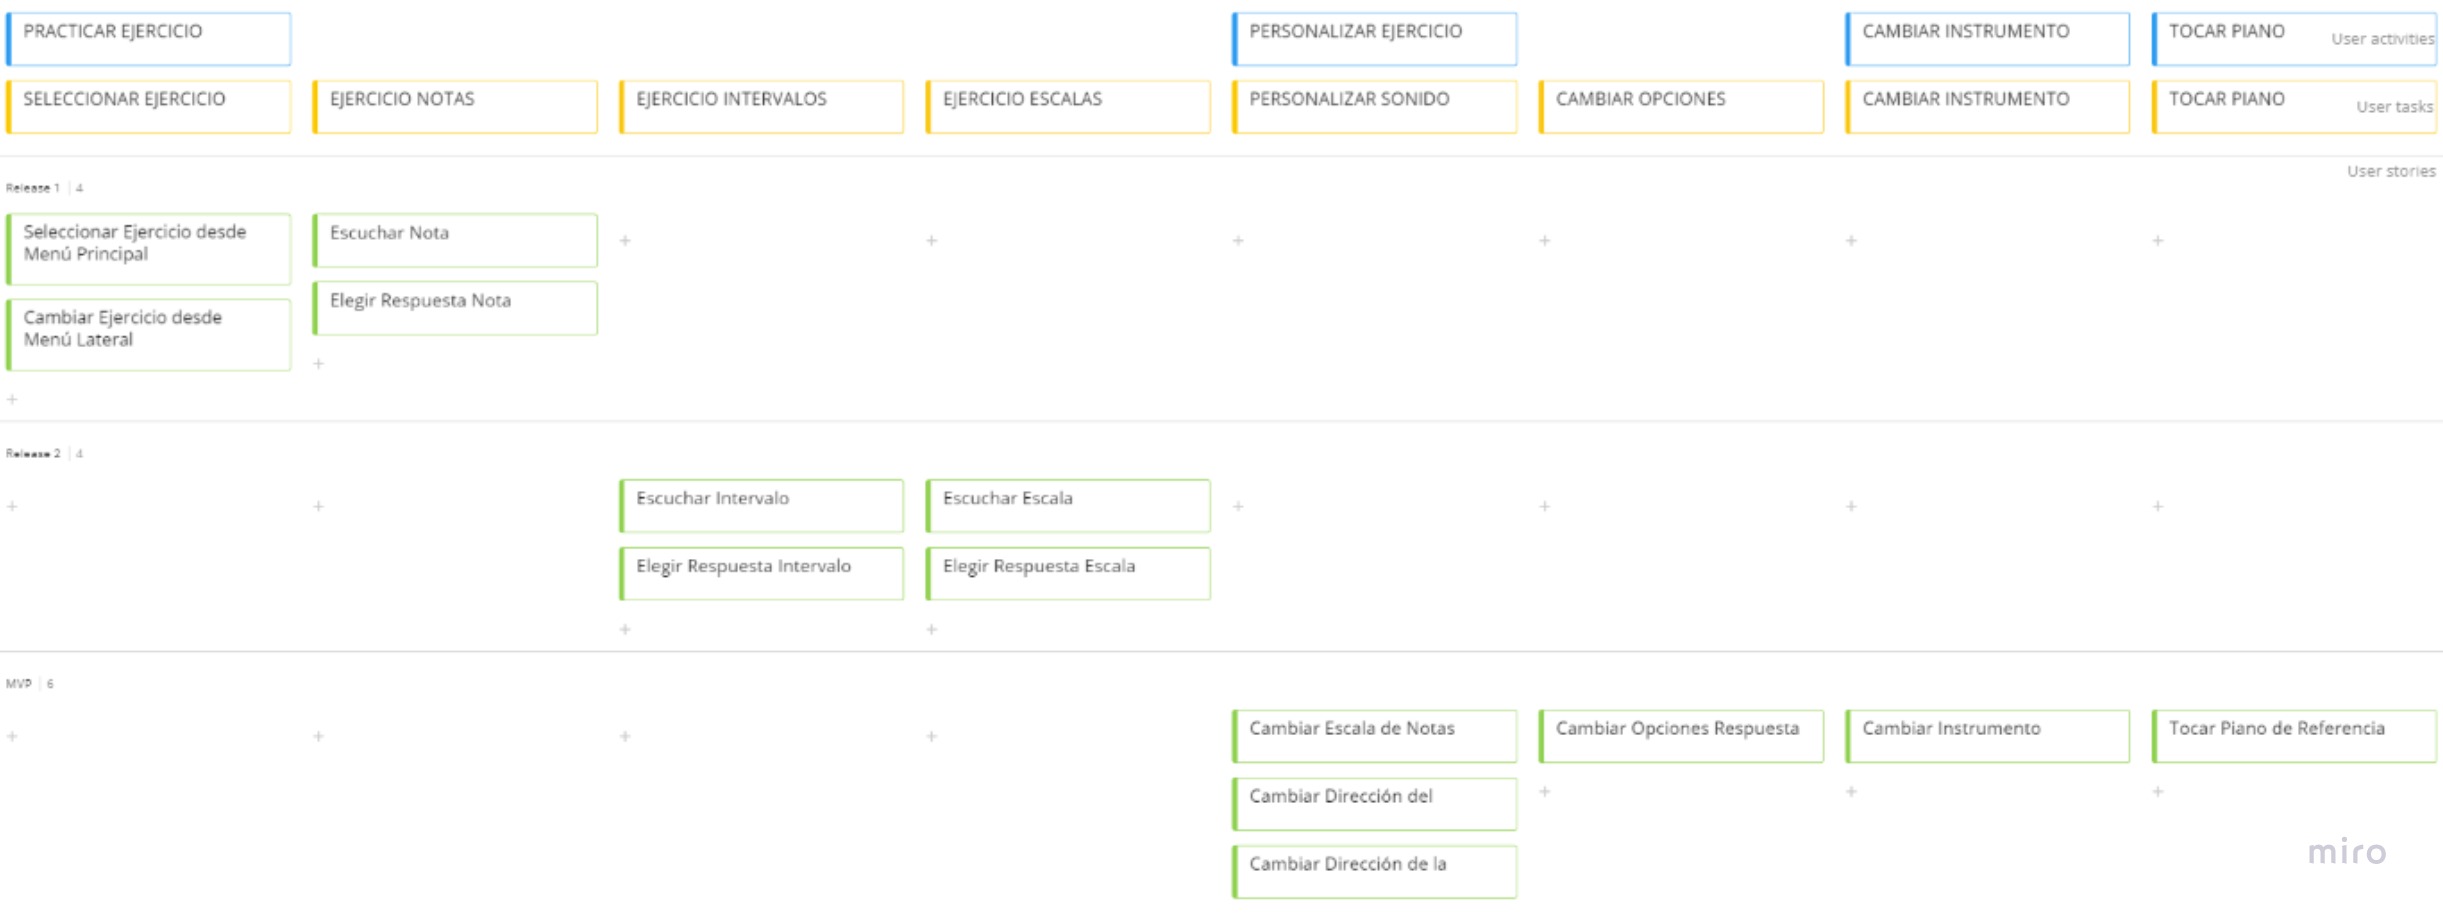 PRACTICAR EJERCICIO
PERSONALIZAR EJERCICIO
CAMBIAR INSTRUMENTO
TOCAR PIANO
User activities
SELECCIONAR EJERCICIO
EJERCICIO NOTAS
EJERCICIO INTERVALOS
EJERCICIO ESCALAS
PERSONALIZAR SONIDO
CAMBIAR OPCIONES
CAMBIAR INSTRUMENTO
TOCAR PIANO
User tasks
User stories
Release 1 | 4
Seleccionar Ejercicio desde
Menú Principal
Escuchar Nota
Cambiar Ejercicio desde
Menú Lateral
Elegir Respuesta Nota
Release 2 | 4
Escuchar Intervalo
Escuchar Escala
Elegir Respuesta Intervalo
Elegir Respuesta Escala
MVP | 6
Cambiar Escala de Notas
Cambiar Opciones Respuesta
Cambiar Instrumento
Tocar Piano de Referencia
Cambiar Dirección del
Cambiar Dirección de la
miro